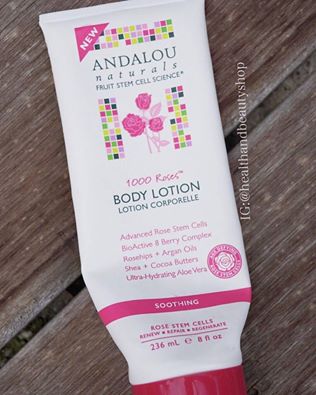 NEW
ANDALOU
naturals
FRUIT STEM CELL SCIENCE®
1000 Roses™
BODY LOTION
LOTION CORPORELLE
Advanced Rose Stem Cells
BioActive 8 Berry Complex
Rosehips + Argan Oils
Shea + Cocoa Butters
Ultra-Hydrating Aloe Vera
SOOTHING
ROSE STEM CELLS
RENEW ■ REPAIR ■ REGENERATE
236 mL e 8 fl oz
IG:@healthandbeautyshop